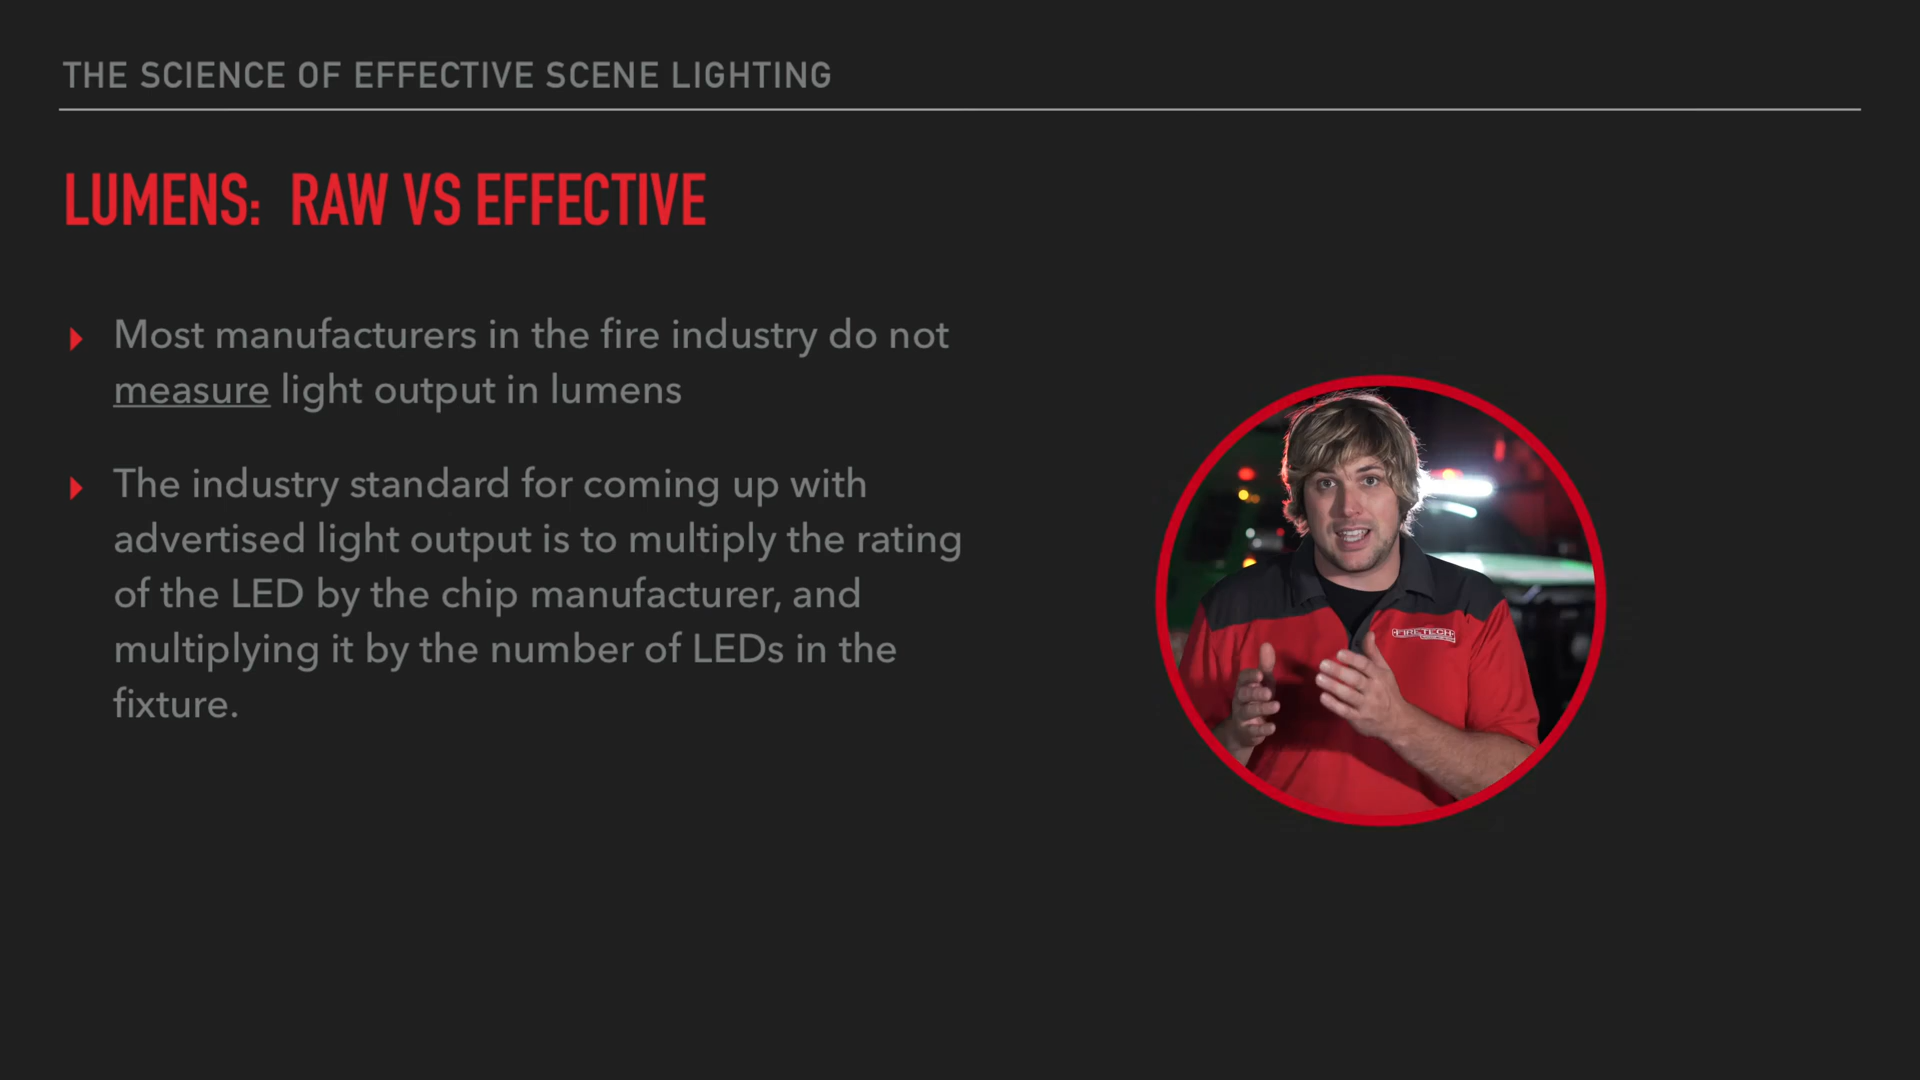 THE SCIENCE OF EFFECTIVE SCENE LIGHTING
LUMENS: RAW VS EFFECTIVE
Most manufacturers in the fire industry do not
measure light output in lumens
The industry standard for coming up with
advertised light output is to multiply the rating
of the LED by the chip manufacturer, and
multiplying it by the number of LEDs in the
fixture.
FIRETECH